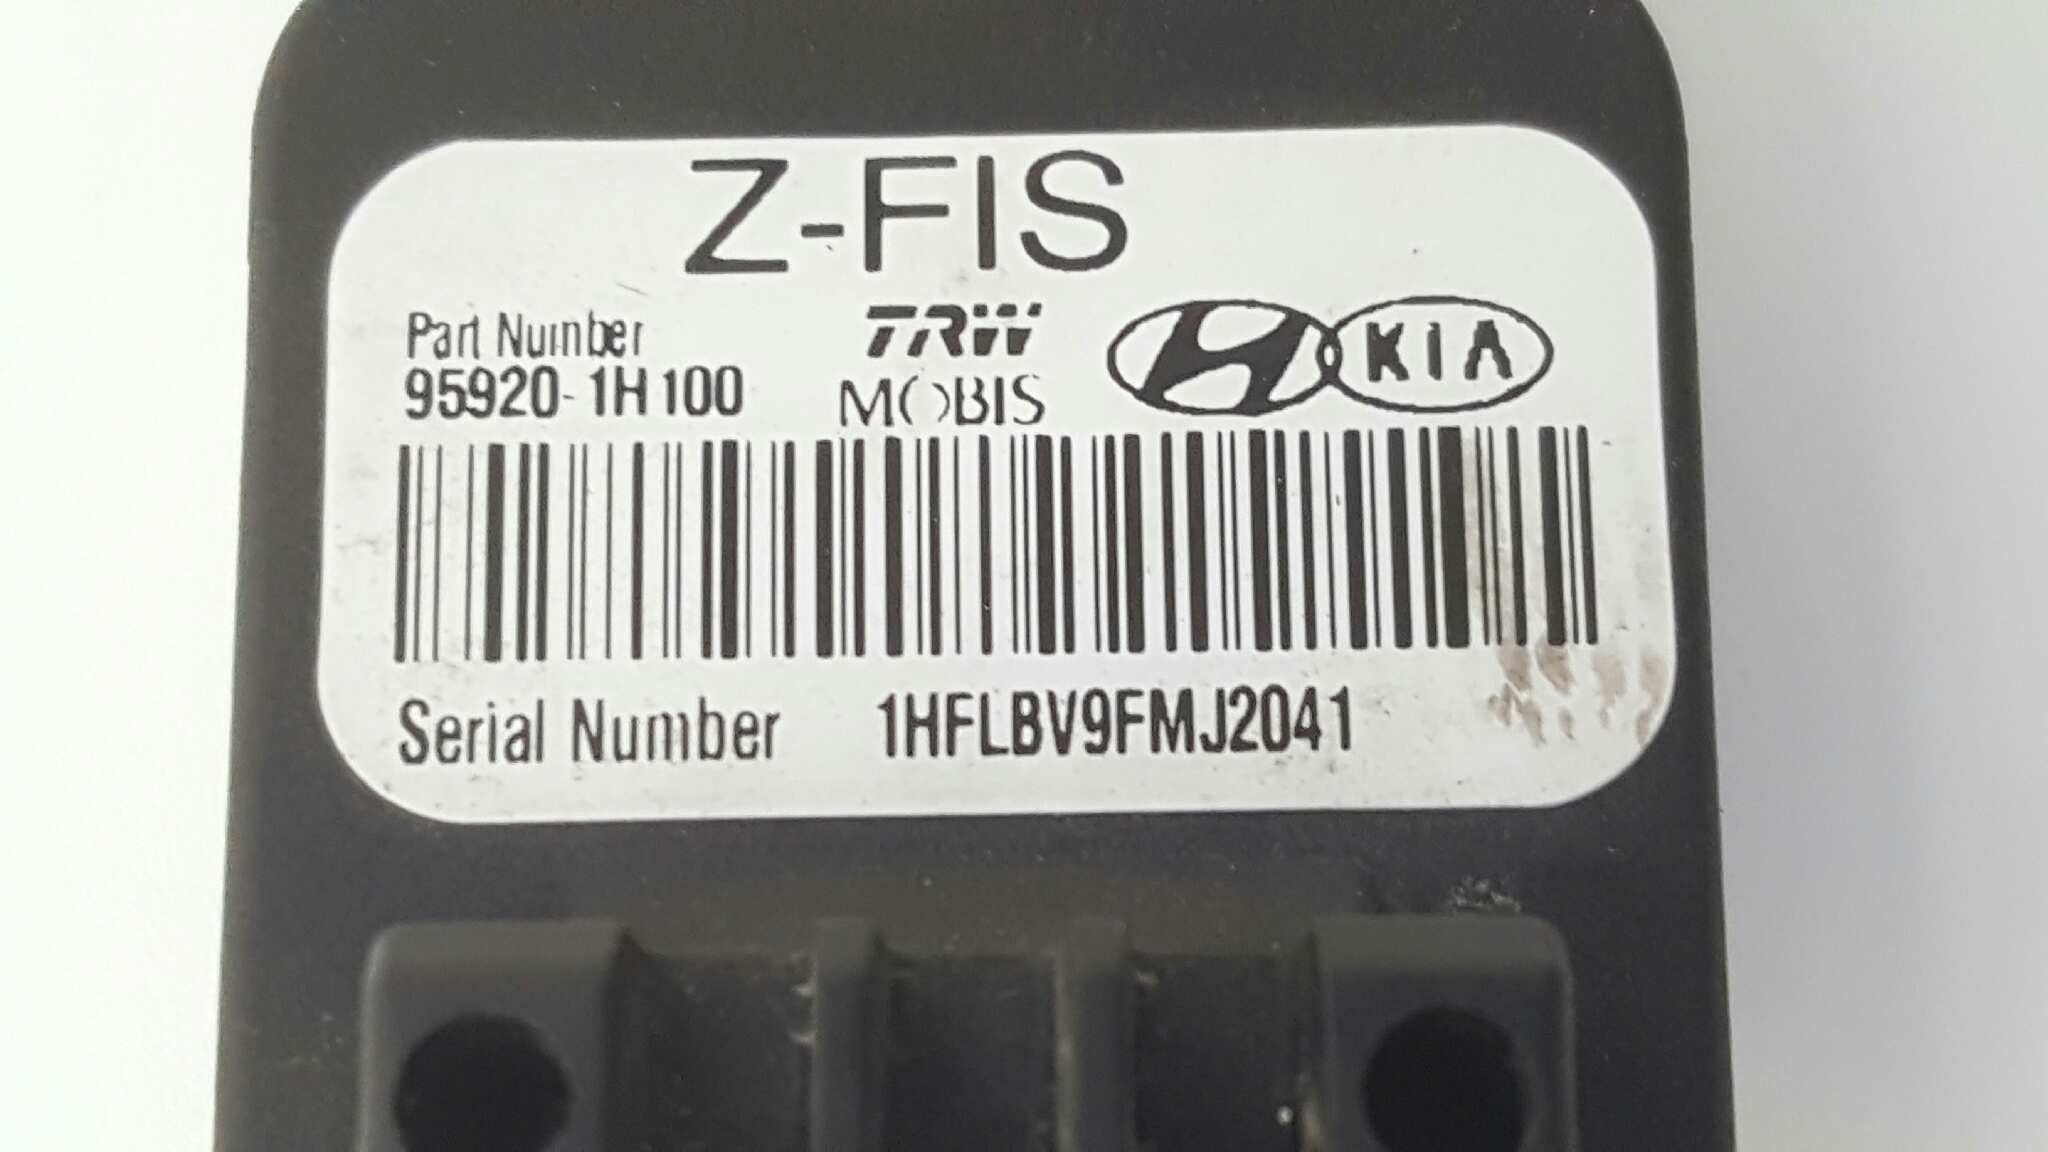 Z-FIS
Part Number TRW KIA
95920-1H100 MOBIS
Serial Number 1HFLBV9FMJ2041